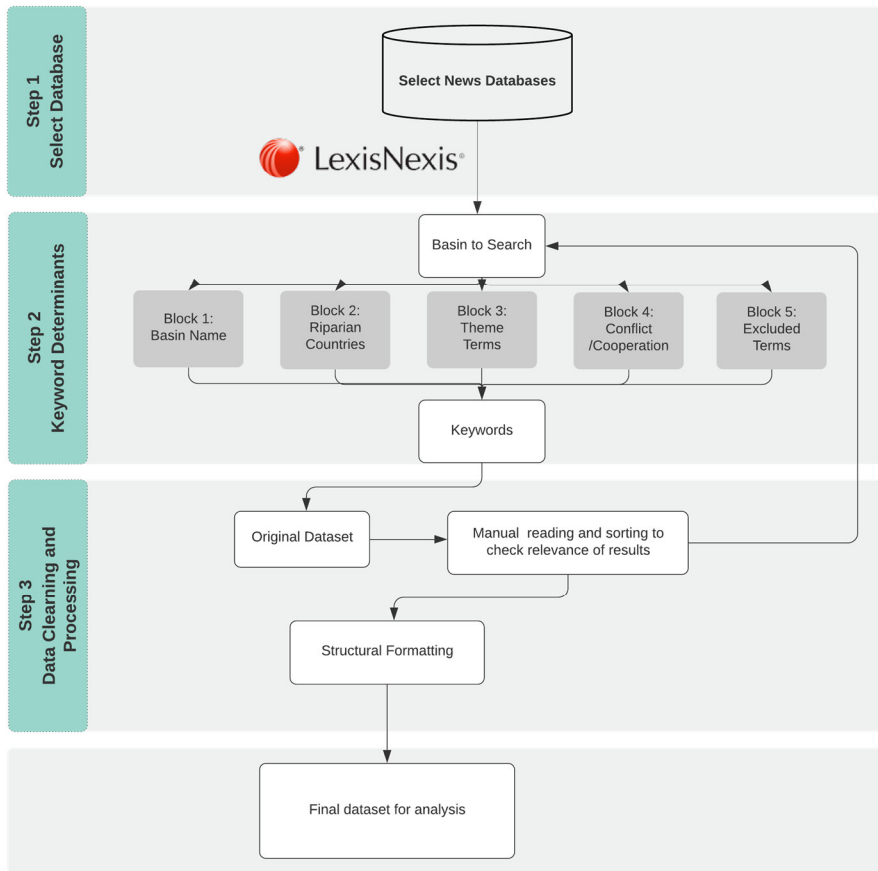 Step 1
Select Database
Select News Databases
LexisNexis®
Step 2
Keyword Determinants
Basin to Search
Block 1:
Basin Name
Block 2:
Riparian
Countries
Block 3:
Theme
Terms
Block 4:
Conflict
/Cooperation
Block 5:
Excluded
Terms
Keywords
Step 3
Data Clearning and
Processing
Original Dataset
Manual reading and sorting to
check relevance of results
Structural Formatting
Final dataset for analysis